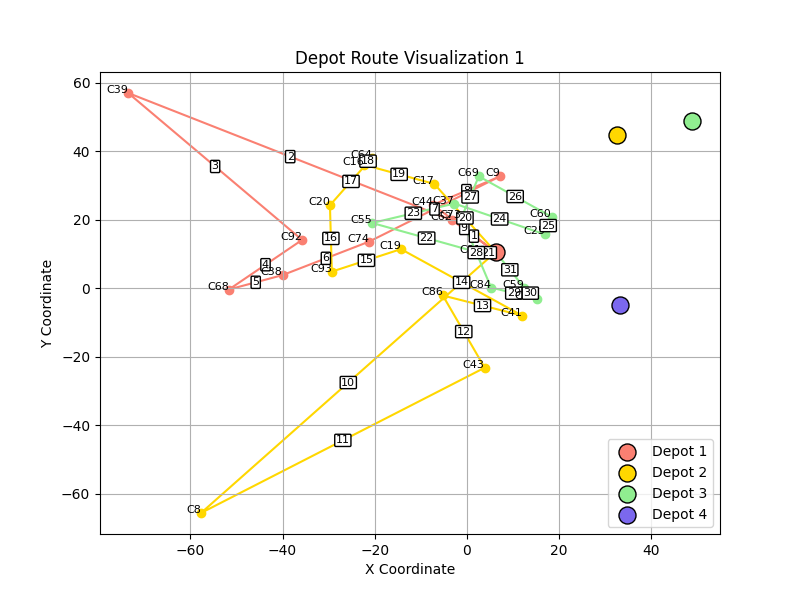 Depot Route Visualization 1
60
40
20
0
−20
−40
−60
−60
−40
−20
0
20
40
Y Coordinate
X Coordinate
C39
2
3
C64
C16
18
19
17
C17
C69
C9
C37
27
26
C44
C20
7
23
C60
C55
24
20
25
C92
16
C74
22
1
C19
28
21
15
6
4
C38
C93
5
C68
31
14
C84
C59
29
30
C86
13
C41
12
C43
10
11
C8
Depot 1
Depot 2
Depot 3
Depot 4